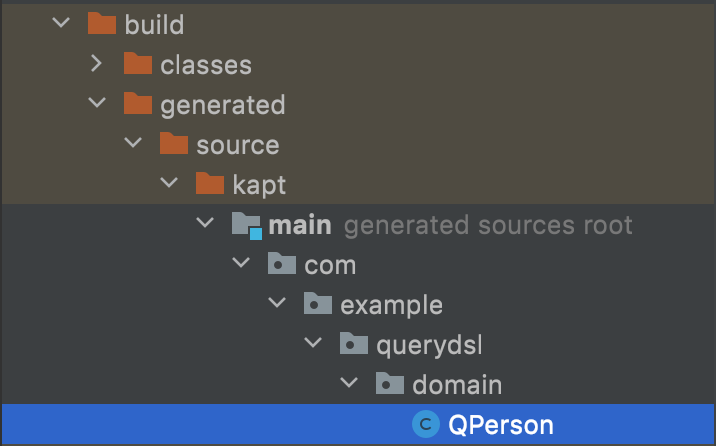 build
classes
generated
source
kapt
main generated sources root
com
example
querydsl
domain
C QPerson